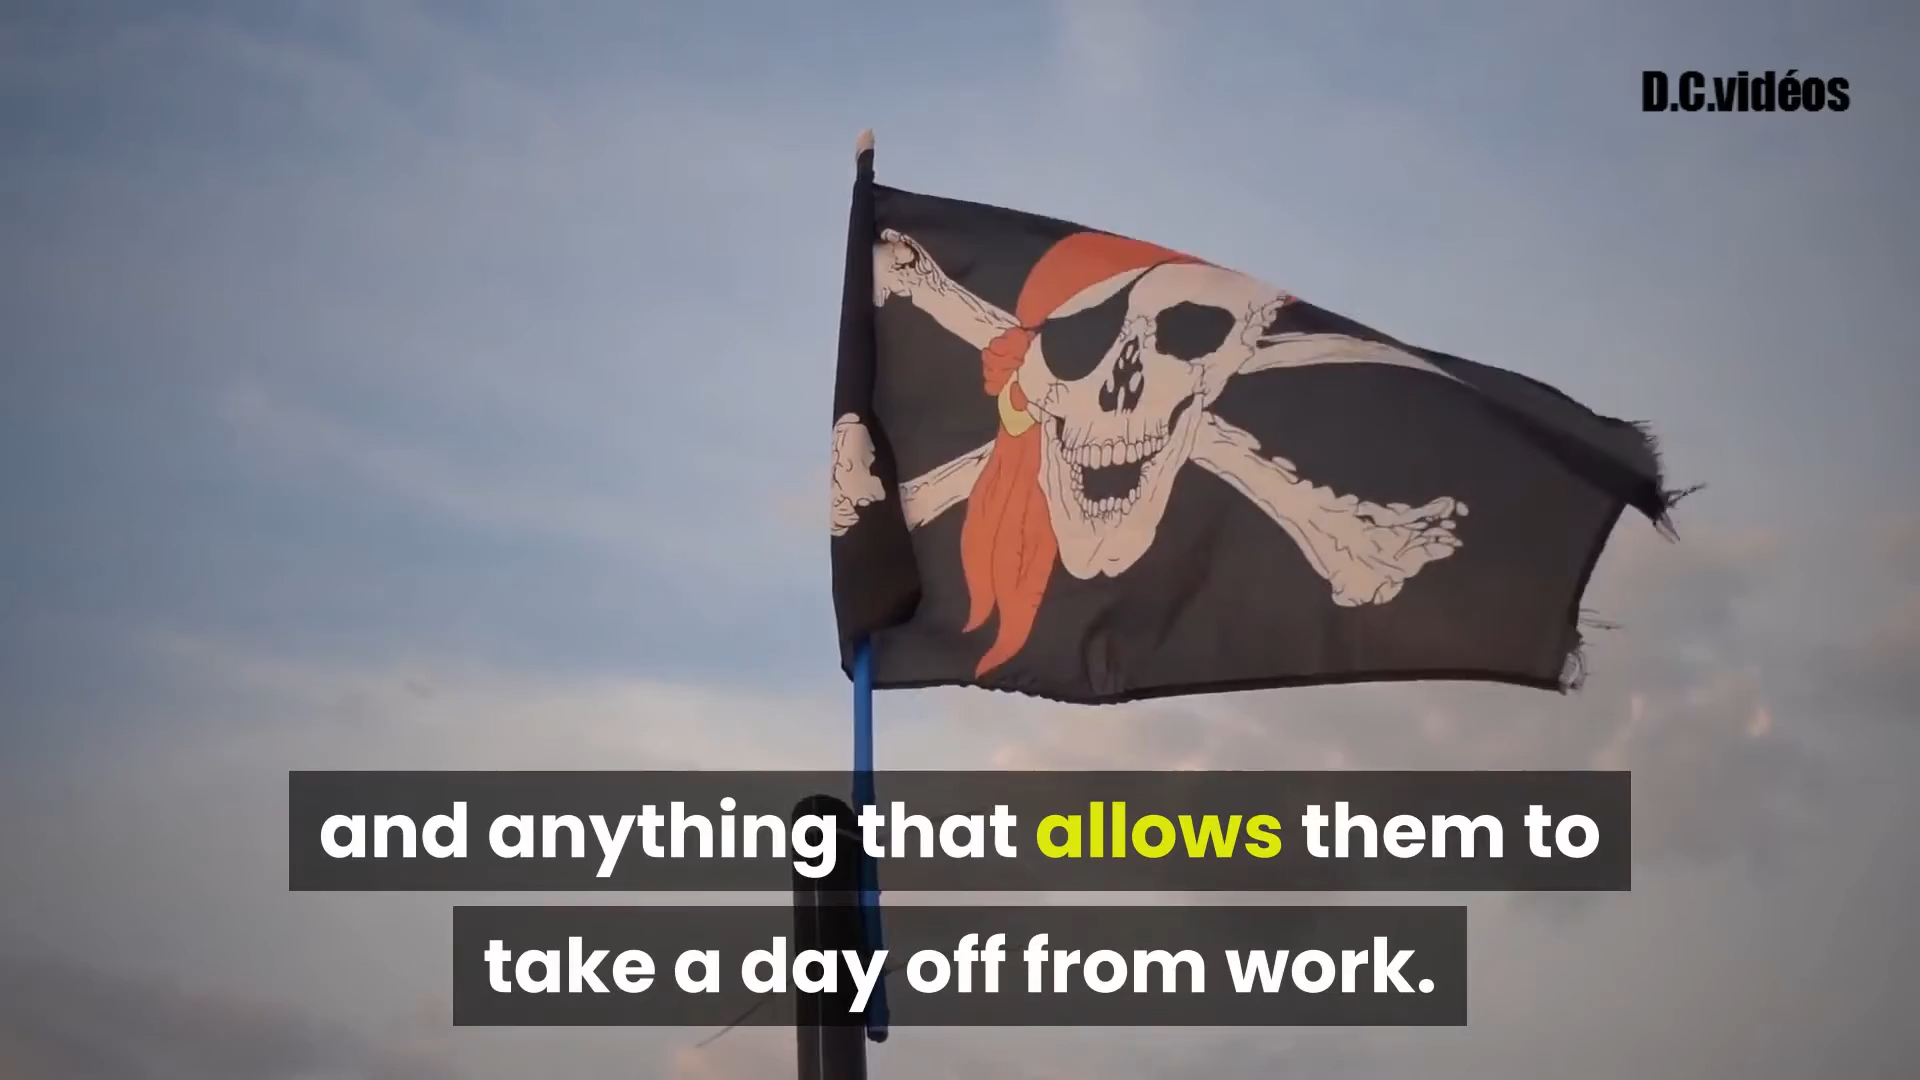 D.C.vidéos
and anything that allows them to
take a day off from work.